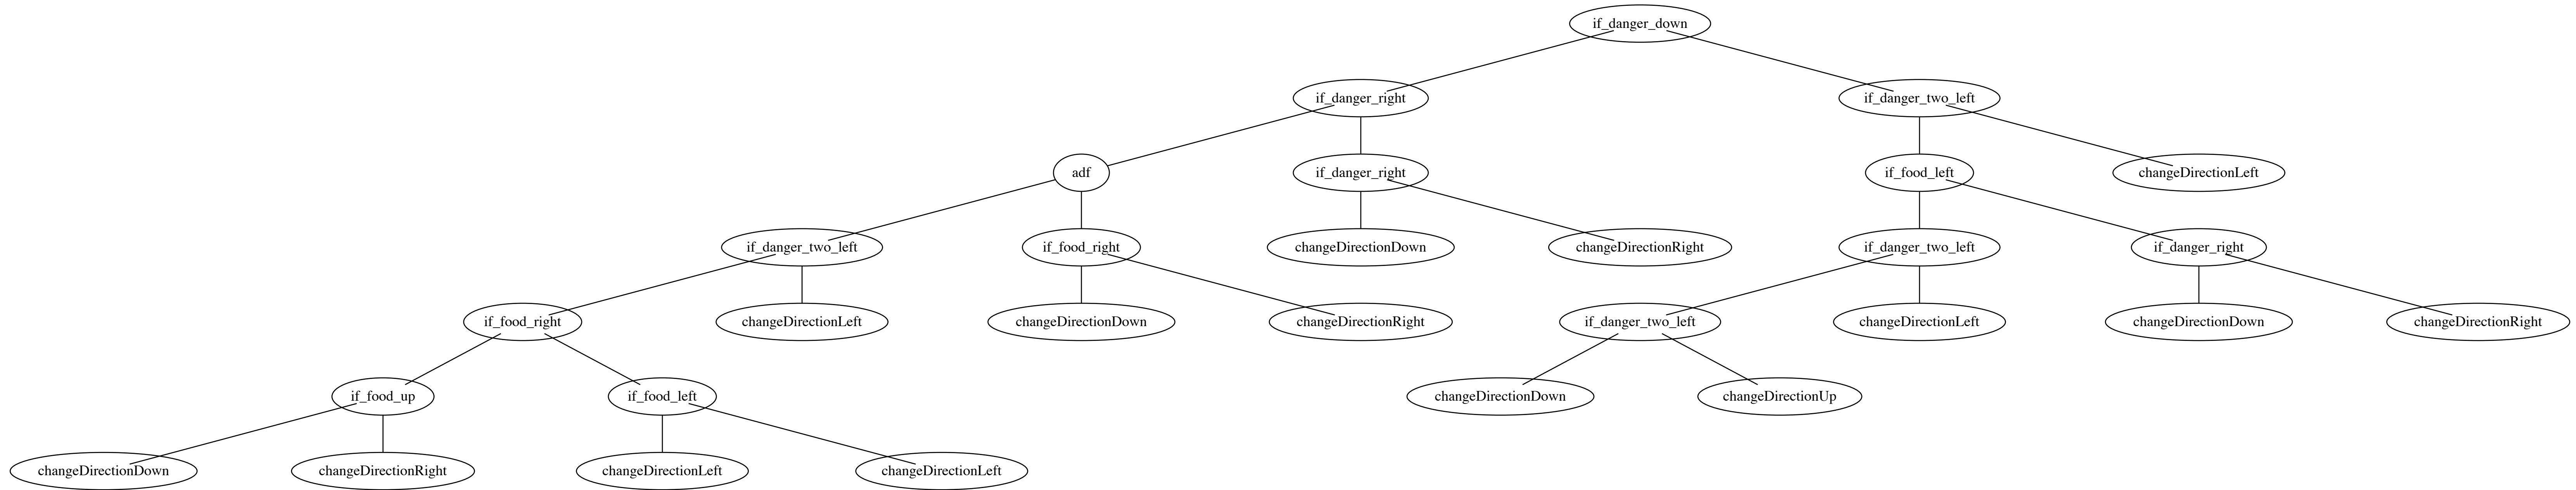 if_danger_down
if_danger_right
if_danger_two_left
adf
if_danger_right
if_food_left
changeDirectionLeft
if_danger_two_left
if_food_right
changeDirectionDown
changeDirectionRight
if_danger_two_left
if_danger_right
if_food_right
changeDirectionLeft
changeDirectionDown
changeDirectionRight
if_danger_two_left
changeDirectionLeft
changeDirectionDown
changeDirectionRight
if_food_up
if_food_left
changeDirectionDown
changeDirectionUp
changeDirectionDown
changeDirectionRight
changeDirectionLeft
changeDirectionLeft